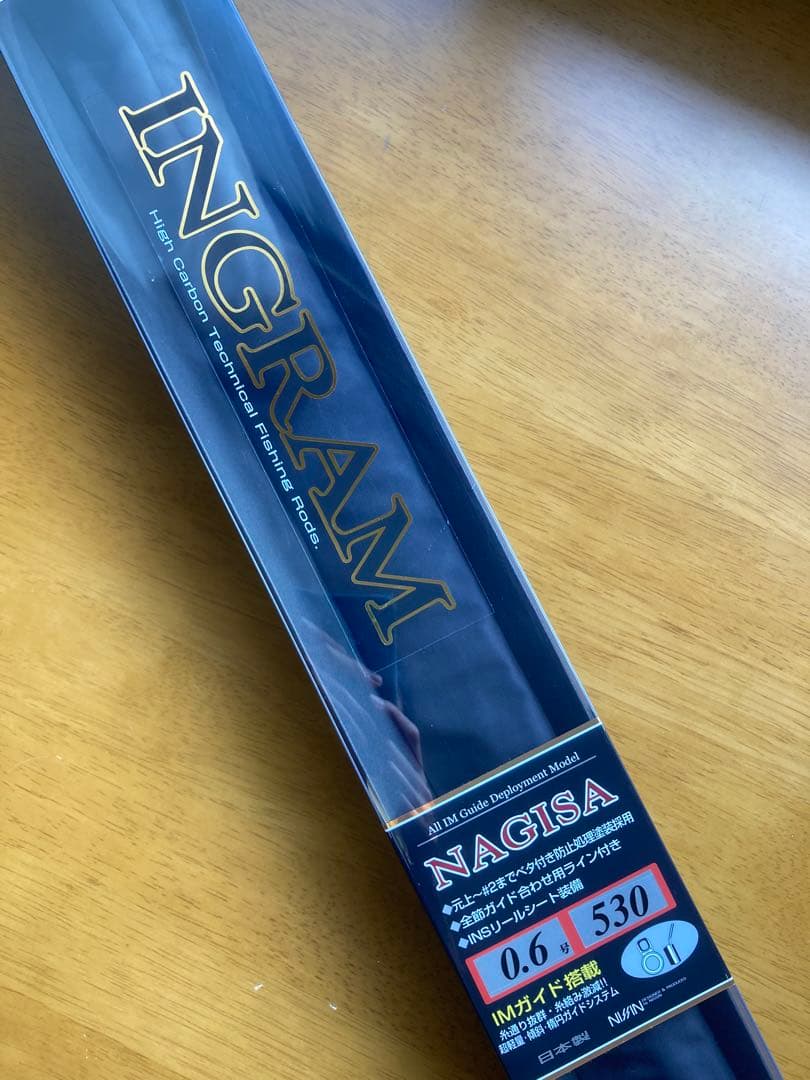 INGRAM
High Carbon Technical Fishing Rods.
All IM Guide Deployment Model
NAGISA
◆元上〜#2までベタ付き防止処理塗装採用
◆全節ガイド合わせ用ライン付き
◆INSリールシート装備
0.6号 530
IMガイド搭載
糸通り抜群・糸絡み激減!!
超軽量・傾斜・楕円ガイドシステム
NISSIN
日本製